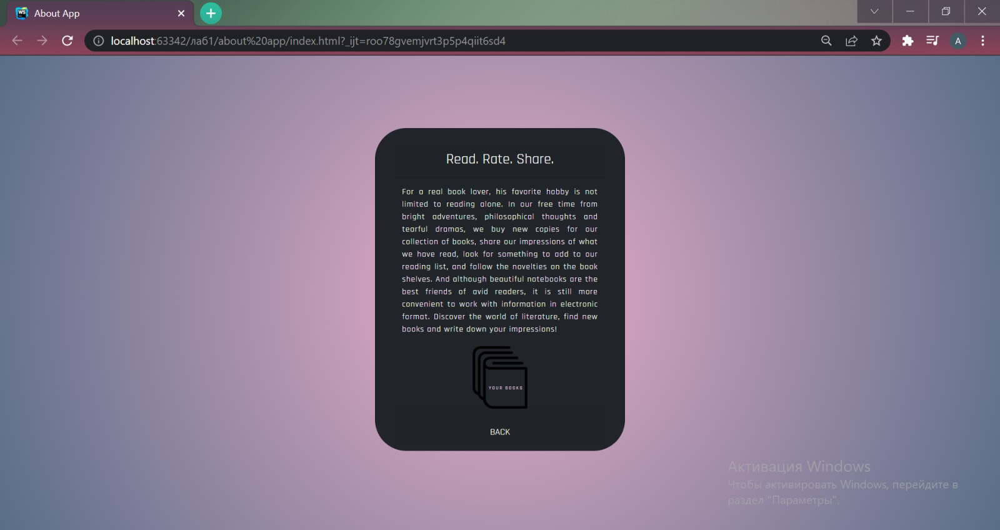 WS
About App
localhost:63342/ла61/about%20app/index.html?_ijt=roo78gvemjvrt3p5p4qiit6sd4
A
Read. Rate. Share.
For a real book lover, his favorite hobby is not
limited to reading alone. In our free time from
bright adventures, philosophical thoughts and
tearful dramas, we buy new copies for our
collection of books, share our impressions of what
we have read, look for something to add to our
reading list, and follow the novelties on the book
shelves. And although beautiful notebooks are the
best friends of avid readers, it is still more
convenient to work with information in electronic
format. Discover the world of literature, find new
books and write down your impressions!
YOUR BOOKS
BACK
Активация Windows
Чтобы активировать Windows, перейдите в
раздел "Параметры".